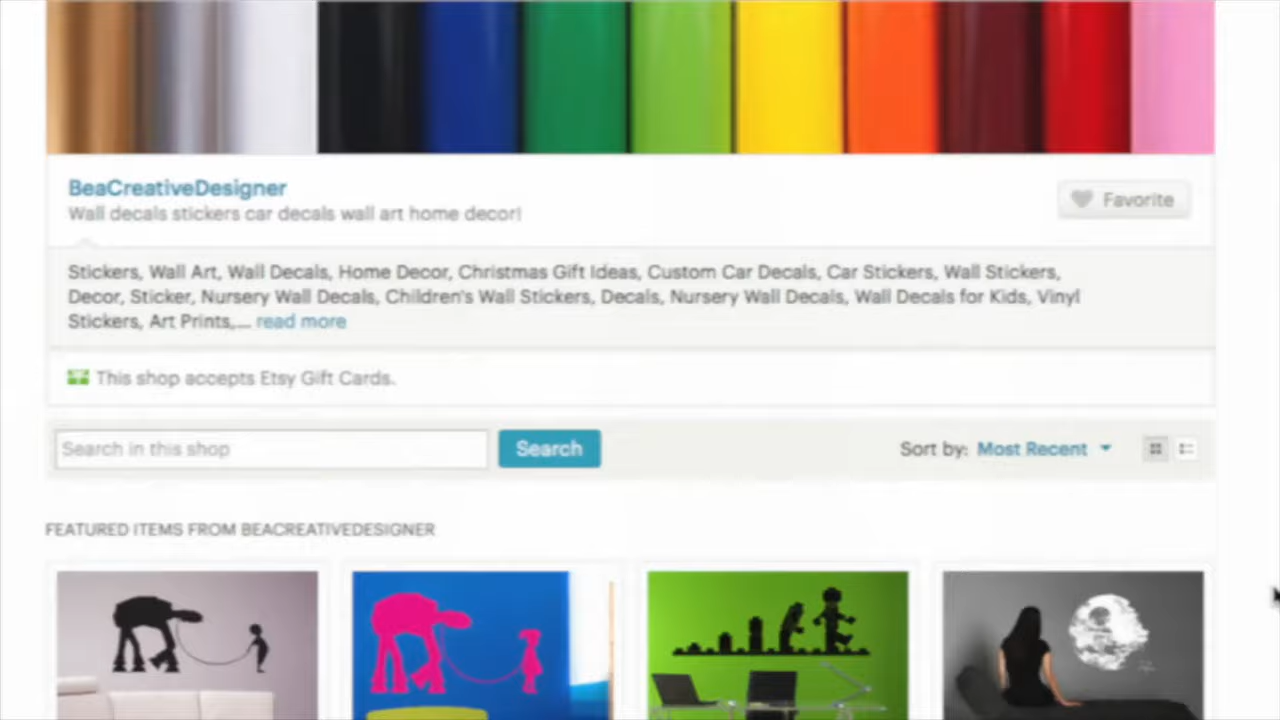 BeaCreativeDesigner
Favorite
Wall decals stickers car decals wall art home decor!
Stickers, Wall Art, Wall Decals, Home Decor, Christmas Gift Ideas, Custom Car Decals, Car Stickers, Wall Stickers,
Decor, Sticker, Nursery Wall Decals, Children's Wall Stickers, Decals, Nursery Wall Decals, Wall Decals for Kids, Vinyl
Stickers, Art Prints,... read more
This shop accepts Etsy Gift Cards.
Search in this shop
Search
Sort by: Most Recent
FEATURED ITEMS FROM BEACREATIVEDESIGNER